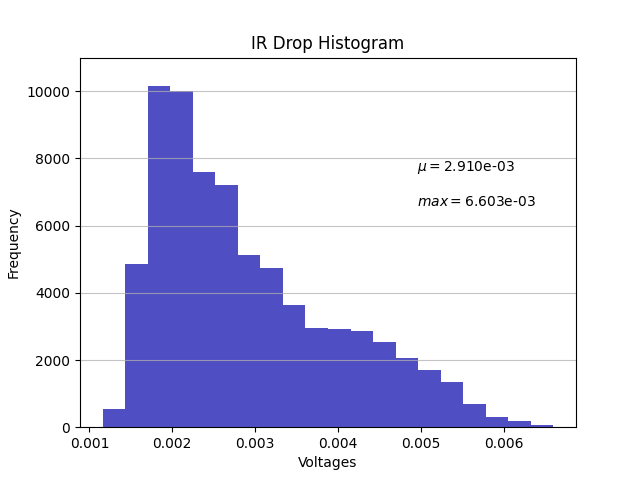 IR Drop Histogram
10000
8000
6000
4000
2000
0
Frequency
μ = 2.910e-03
max = 6.603e-03
0.001 0.002 0.003 0.004 0.005 0.006
Voltages